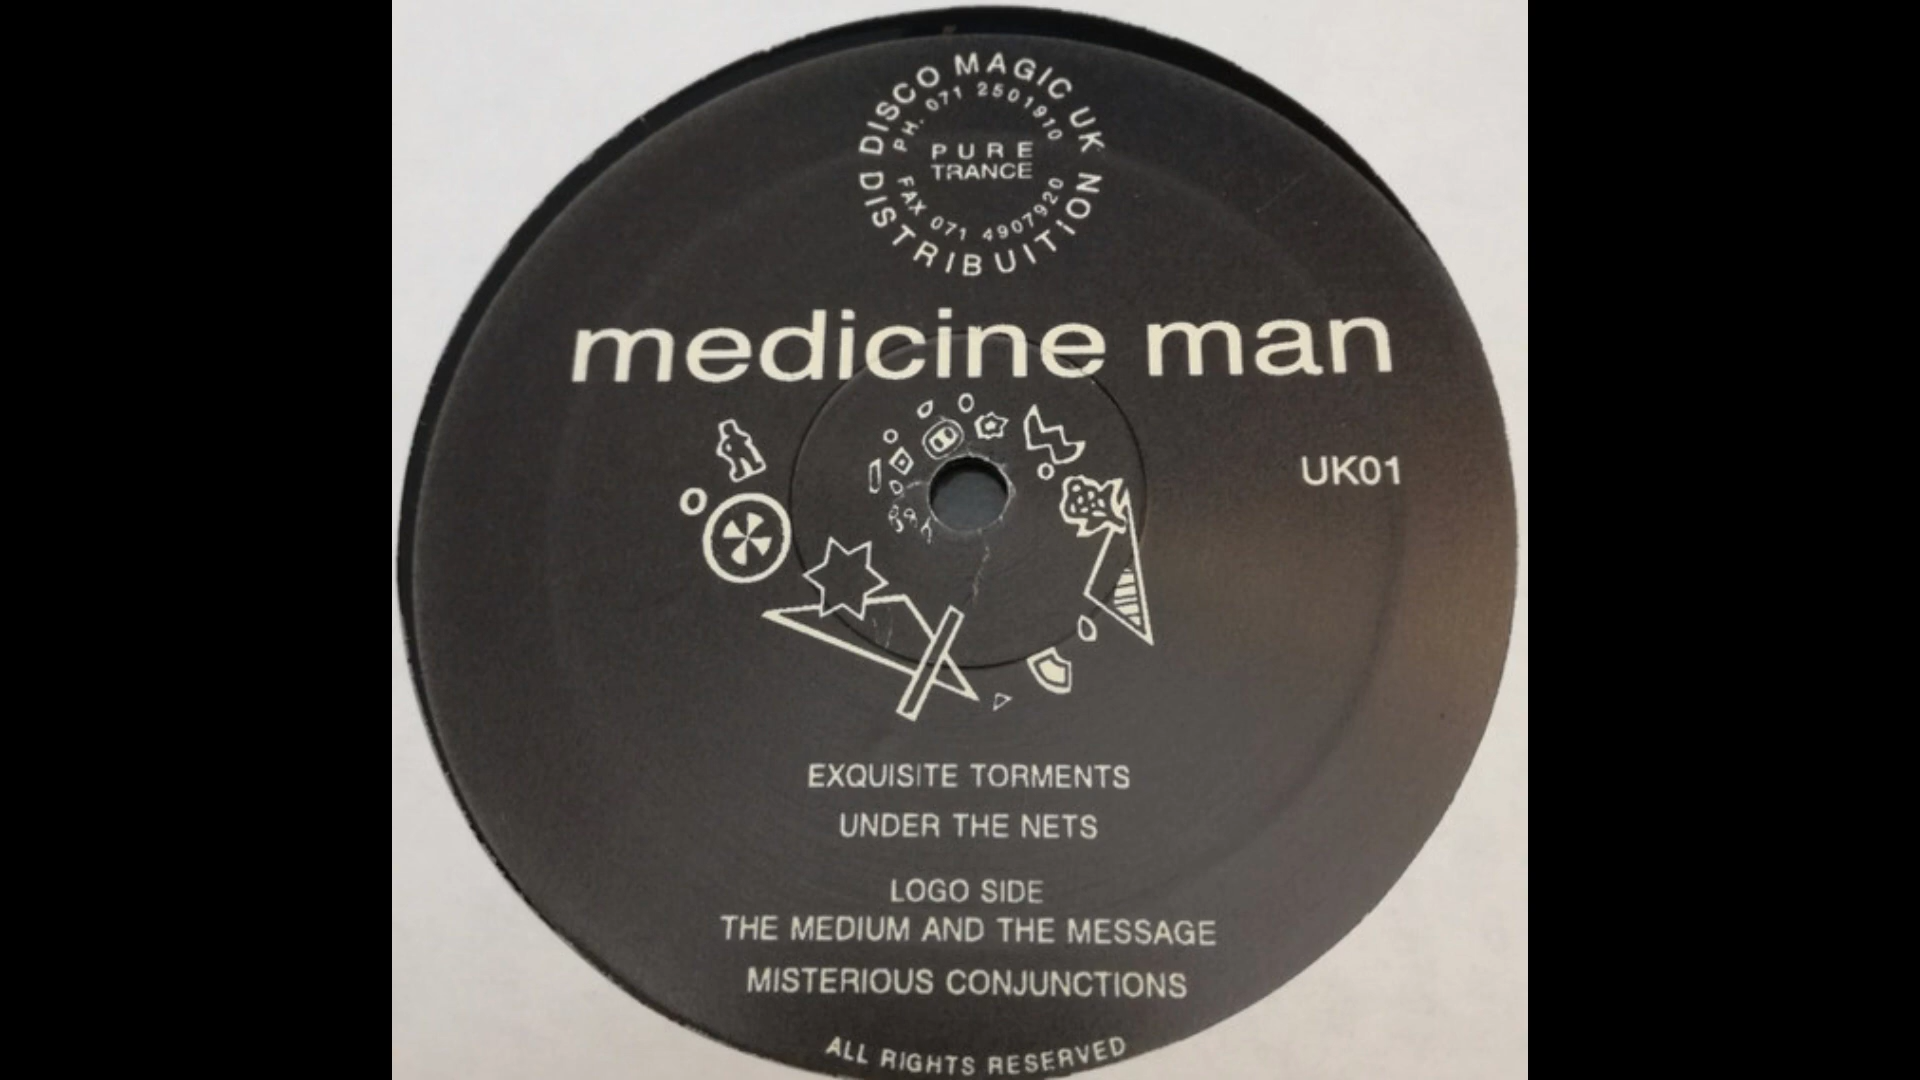 DISCO MAGIC UK
PH. 071 2501910
PURE
TRANCE
FAX 071 4907920
DISTRIBUITION
medicine man
UK01
EXQUISITE TORMENTS
UNDER THE NETS
LOGO SIDE
THE MEDIUM AND THE MESSAGE
MISTERIOUS CONJUNCTIONS
ALL RIGHTS RESERVED